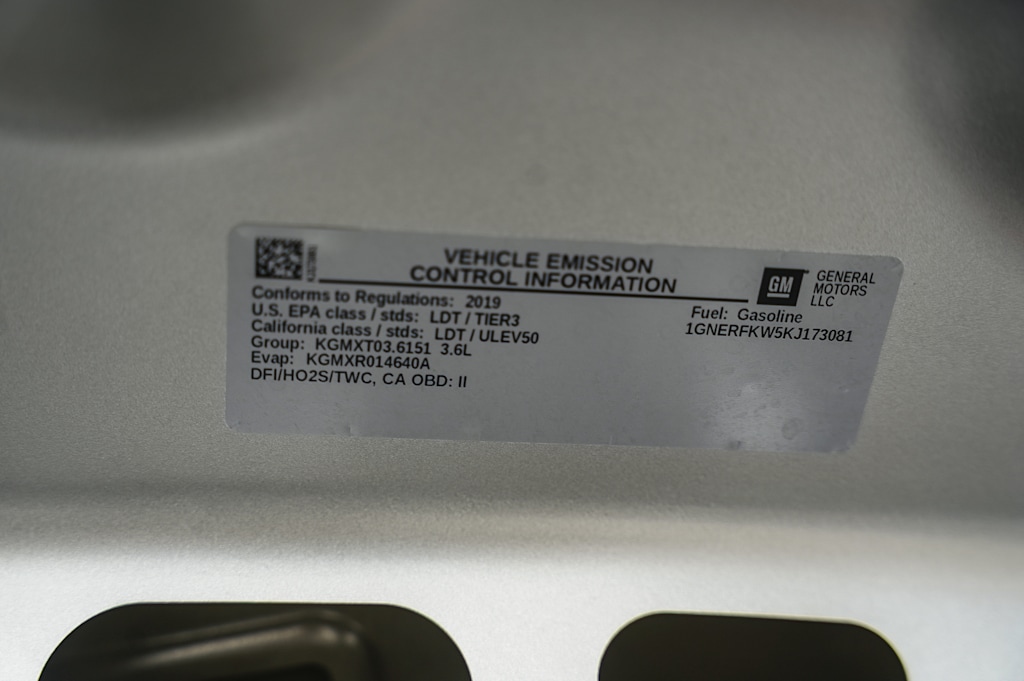 VEHICLE EMISSION
CONTROL INFORMATION
GM
GENERAL
MOTORS
LLC
Conforms to Regulations: 2019
U.S. EPA class / stds: LDT / TIER3
California class / stds: LDT / ULEV50
Group: KGMXT03.6151 3.6L
Evap: KGMXR014640A
DFI/HO2S/TWC, CA OBD: II
Fuel: Gasoline
1GNERFKW5KJ173081